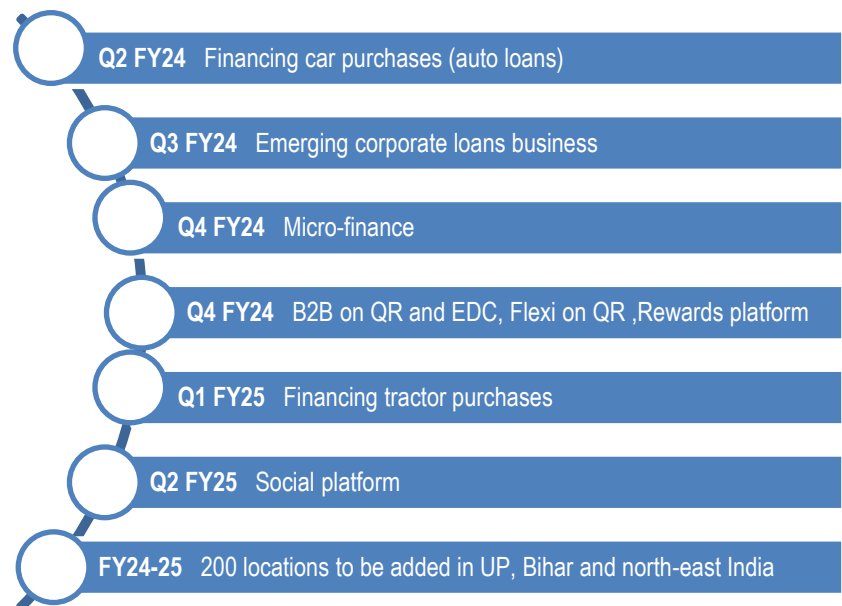 Q2 FY24 Financing car purchases (auto loans)
Q3 FY24 Emerging corporate loans business
Q4 FY24 Micro-finance
Q4 FY24 B2B on QR and EDC, Flexi on QR ,Rewards platform
Q1 FY25 Financing tractor purchases
Q2 FY25 Social platform
FY24-25 200 locations to be added in UP, Bihar and north-east India